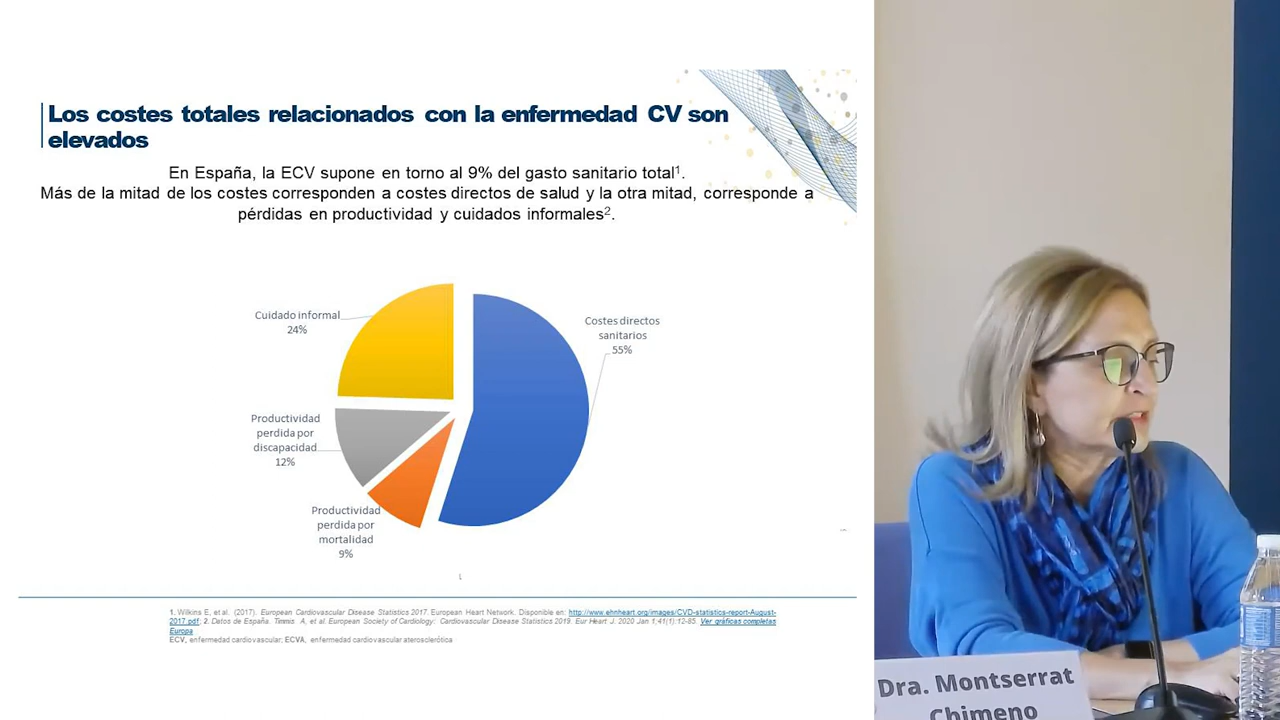 Los costes totales relacionados con la enfermedad CV son
elevados
En España, la ECV supone en torno al 9% del gasto sanitario total¹.
Más de la mitad de los costes corresponden a costes directos de salud y la otra mitad, corresponde a
pérdidas en productividad y cuidados informales².
Cuidado informal
24%
Costes directos
sanitarios
55%
Productividad
perdida por
discapacidad
12%
Productividad
perdida por
mortalidad
9%
1. Wilkins E, et al. (2017). European Cardiovascular Disease Statistics 2017. European Heart Network. Disponible en: http://www.ehnheart.org/images/CVD-statistics-report-August-
2017.pdf; 2. Datos de España. Timmis A, et al. European Society of Cardiology: Cardiovascular Disease Statistics 2019. Eur Heart J. 2020 Jan 1;41(1):12-85. Ver gráficas completas
Europa
ECV, enfermedad cardiovascular; ECVA, enfermedad cardiovascular aterosclerótica
Dra. Montserrat
Chimeno